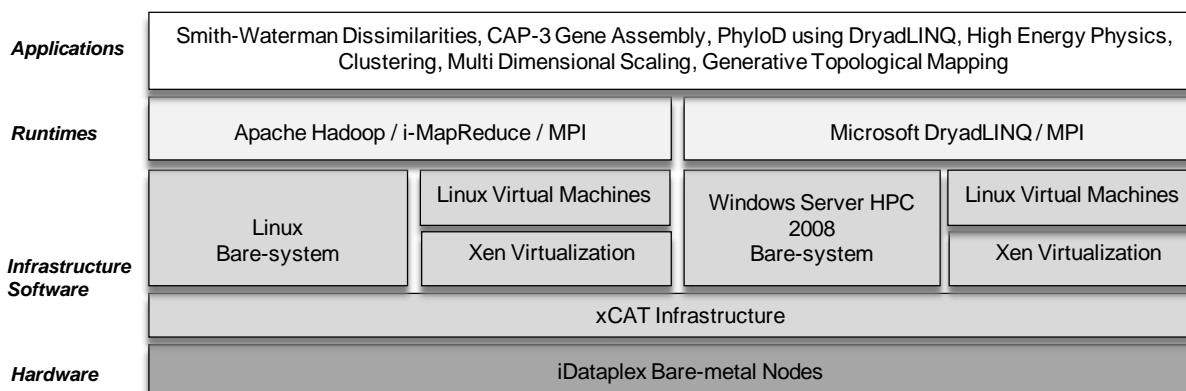 Applications
Smith-Waterman Dissimilarities, CAP-3 Gene Assembly, PhyloD using DryadLINQ, High Energy Physics,
Clustering, Multi Dimensional Scaling, Generative Topological Mapping
Runtimes
Apache Hadoop / i-MapReduce / MPI
Microsoft DryadLINQ / MPI
Infrastructure
Software
Linux
Bare-system
Linux Virtual Machines
Xen Virtualization
Windows Server HPC
2008
Bare-system
Linux Virtual Machines
Xen Virtualization
xCAT Infrastructure
Hardware
iDataplex Bare-metal Nodes